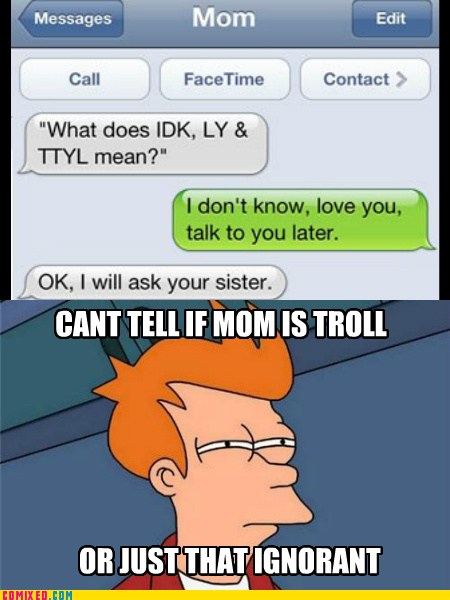 Messages
Mom
Edit
Call
FaceTime
Contact
"What does IDK, LY &
TTYL mean?"
I don't know, love you,
talk to you later.
OK, I will ask your sister.
CANT TELL IF MOM IS TROLL
OR JUST THAT IGNORANT
COMIXED.COM